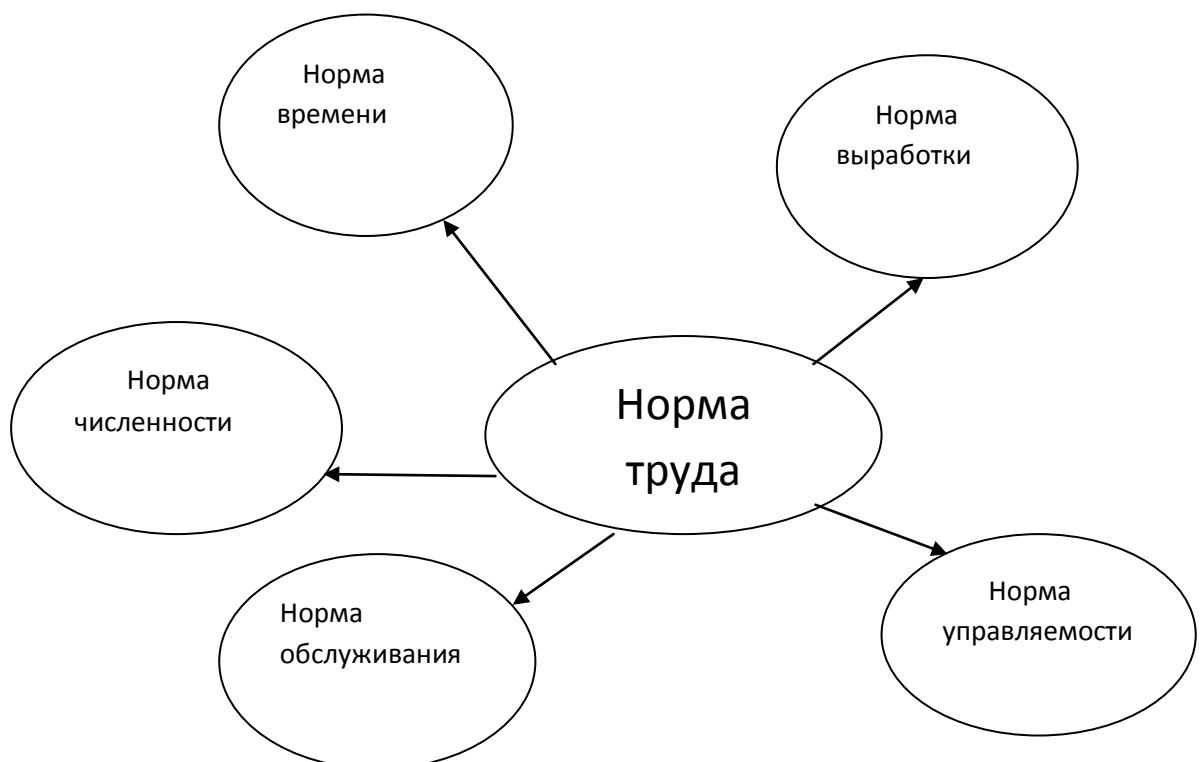 Норма
времени
Норма
выработки
Норма
численности
Норма
труда
Норма
обслуживания
Норма
управляемости